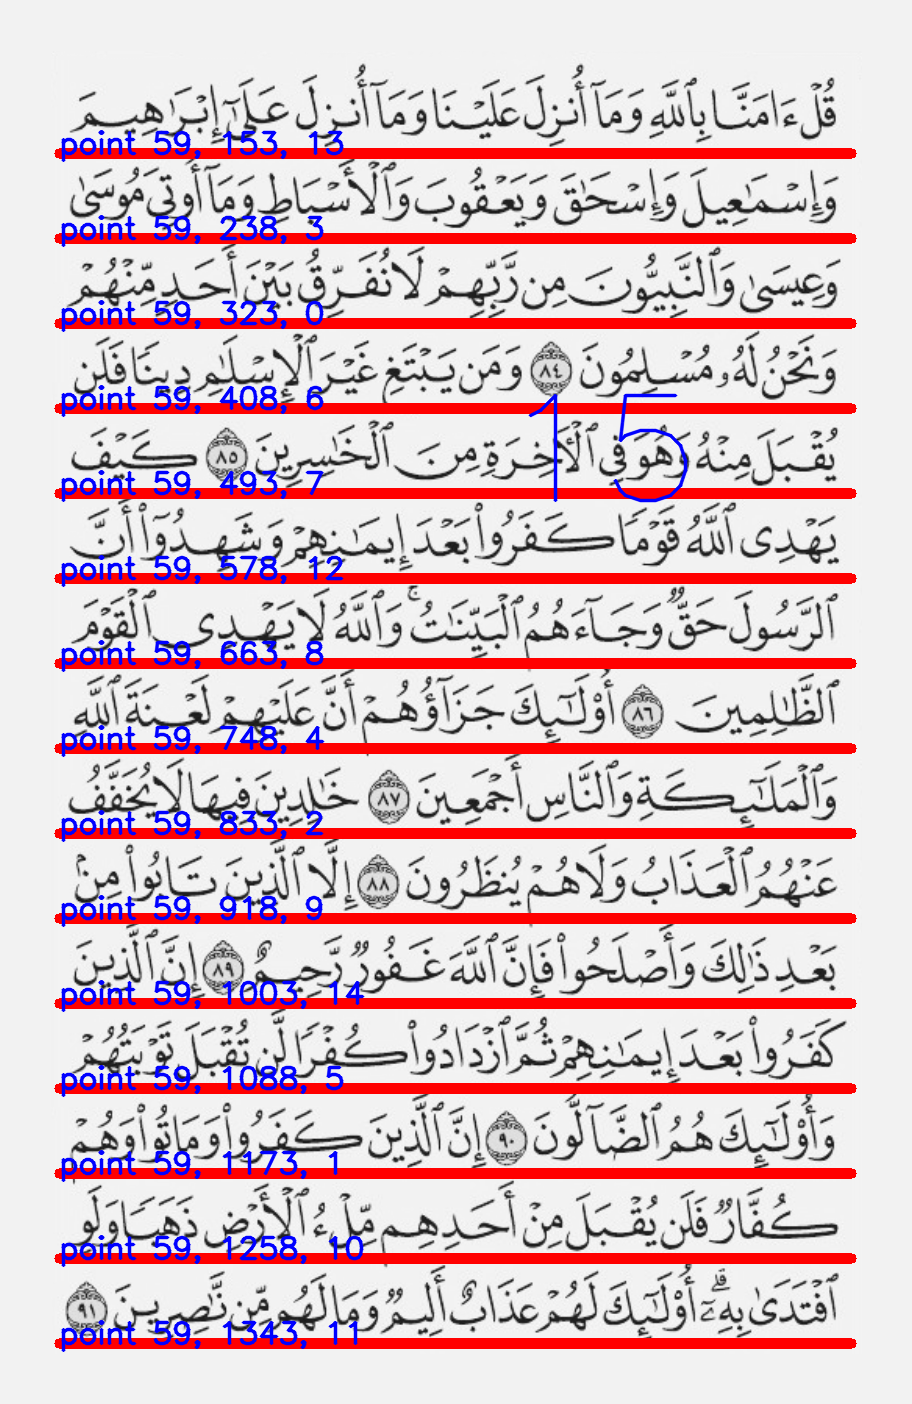 قُلْ ءَامَنَّا بِٱللَّهِ وَمَآ أُنزِلَ عَلَيْنَا وَمَآ أُنزِلَ عَلَىٰٓ إِبْرَٰهِيمَ
point 59, 153, 13
وَإِسْمَٰعِيلَ وَإِسْحَٰقَ وَيَعْقُوبَ وَٱلْأَسْبَاطِ وَمَآ أُوتِيَ مُوسَىٰ
point 59, 238, 3
وَعِيسَىٰ وَٱلنَّبِيُّونَ مِن رَّبِّهِمْ لَا نُفَرِّقُ بَيْنَ أَحَدٍ مِّنْهُمْ
point 59, 323, 0
وَنَحْنُ لَهُۥ مُسْلِمُونَ ٨٤ وَمَن يَبْتَغِ غَيْرَ ٱلْإِسْلَٰمِ دِينًا فَلَن
point 59, 408, 6
15
يُقْبَلَ مِنْهُ وَهُوَ فِي ٱلْأٓخِرَةِ مِنَ ٱلْخَٰسِرِينَ ٨٥ كَيْفَ
point 59, 493, 7
يَهْدِى ٱللَّهُ قَوْمًا كَفَرُوا۟ بَعْدَ إِيمَٰنِهِمْ وَشَهِدُوٓا۟ أَنَّ
point 59, 578, 12
ٱلرَّسُولَ حَقٌّ وَجَآءَهُمُ ٱلْبَيِّنَٰتُ ۚ وَٱللَّهُ لَا يَهْدِى ٱلْقَوْمَ
point 59, 663, 8
ٱلظَّٰلِمِينَ ٨٦ أُو۟لَٰٓئِكَ جَزَآؤُهُمْ أَنَّ عَلَيْهِمْ لَعْنَةَ ٱللَّهِ
point 59, 748, 4
وَٱلْمَلَٰٓئِكَةِ وَٱلنَّاسِ أَجْمَعِينَ ٨٧ خَٰلِدِينَ فِيهَا لَا يُخَفَّفُ
point 59, 833, 2
عَنْهُمُ ٱلْعَذَابُ وَلَا هُمْ يُنظَرُونَ ٨٨ إِلَّا ٱلَّذِينَ تَابُوا۟ مِنۢ
point 59, 918, 9
بَعْدِ ذَٰلِكَ وَأَصْلَحُوا۟ فَإِنَّ ٱللَّهَ غَفُورٌ رَّحِيمٌ ٨٩ إِنَّ ٱلَّذِينَ
point 59, 1003, 14
كَفَرُوا۟ بَعْدَ إِيمَٰنِهِمْ ثُمَّ ٱزْدَادُوا۟ كُفْرًا لَّن تُقْبَلَ تَوْبَتُهُمْ
point 59, 1088, 5
وَأُو۟لَٰٓئِكَ هُمُ ٱلضَّآلُّونَ ٩٠ إِنَّ ٱلَّذِينَ كَفَرُوا۟ وَمَاتُوا۟ وَهُمْ
point 59, 1173, 1
كُفَّارٌ فَلَن يُقْبَلَ مِنْ أَحَدِهِم مِّلْءُ ٱلْأَرْضِ ذَهَبًا وَلَوِ
point 59, 1258, 10
ٱفْتَدَىٰ بِهِۦٓ ۗ أُو۟لَٰٓئِكَ لَهُمْ عَذَابٌ أَلِيمٌ وَمَا لَهُم مِّن نَّٰصِرِينَ ٩١
point 59, 1343, 11